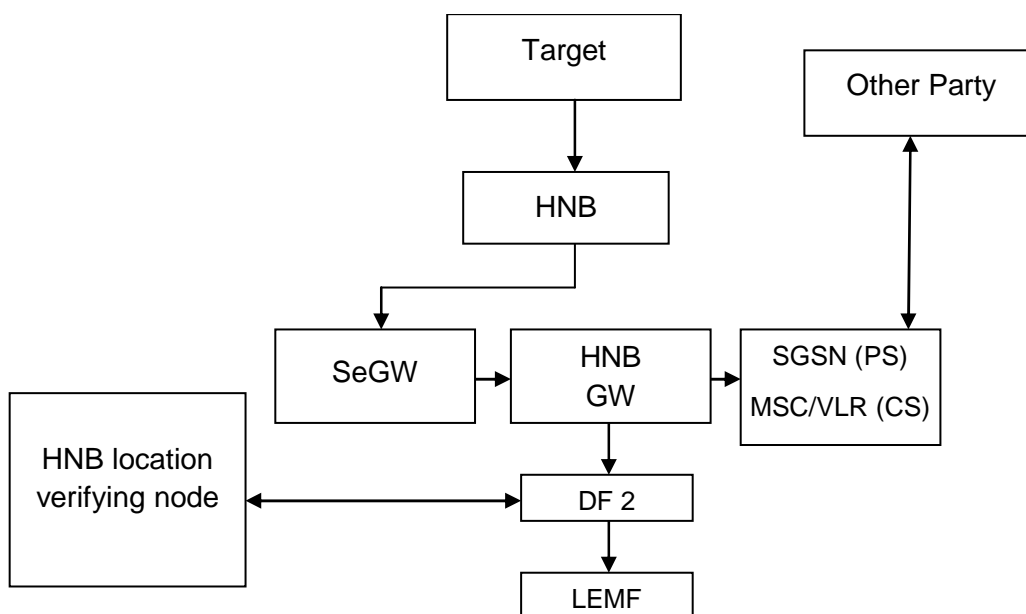 Target
Other Party
HNB
SeGW
HNB
GW
SGSN (PS)
MSC/VLR (CS)
HNB location
verifying node
DF 2
LEMF